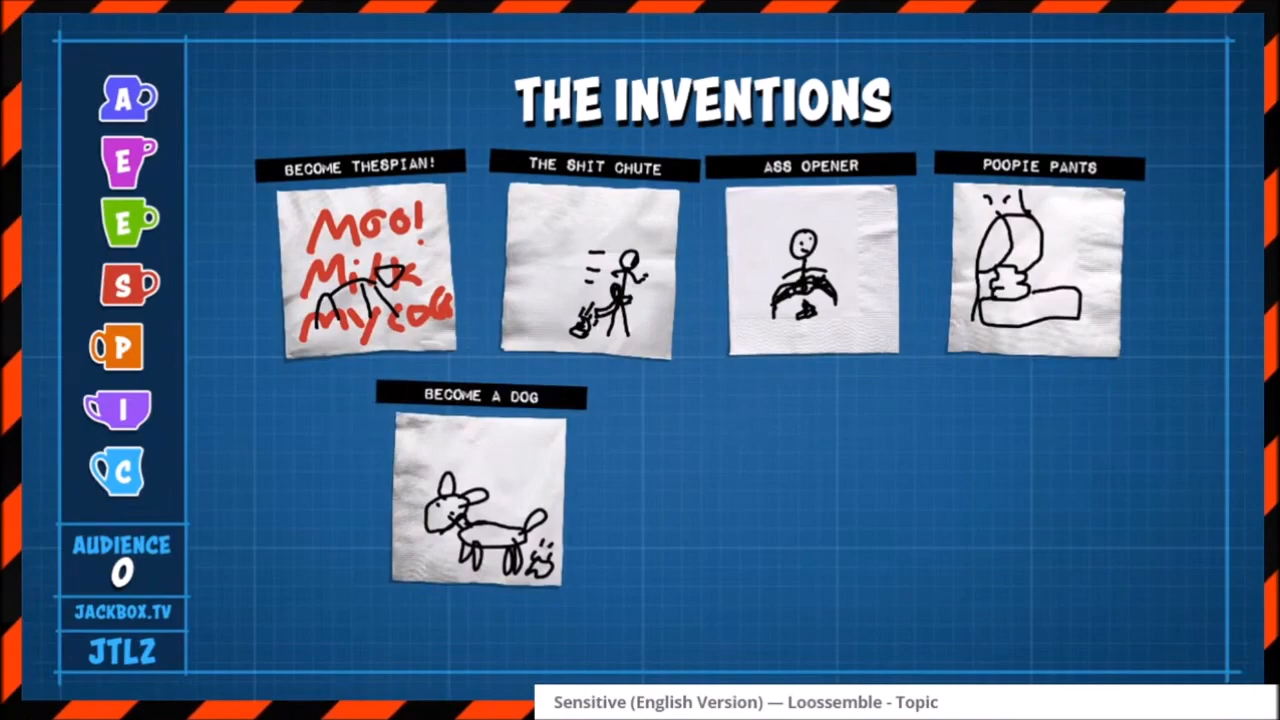 A
E
E
S
P
I
C
AUDIENCE
0
JACKBOX.TV
JTLZ
THE INVENTIONS
BECOME THESPIAN!
THE SHIT CHUTE
ASS OPENER
POOPIE PANTS
Moo!
Milk
my
BECOME A DOG
Sensitive (English Version) — Loossemble - Topic